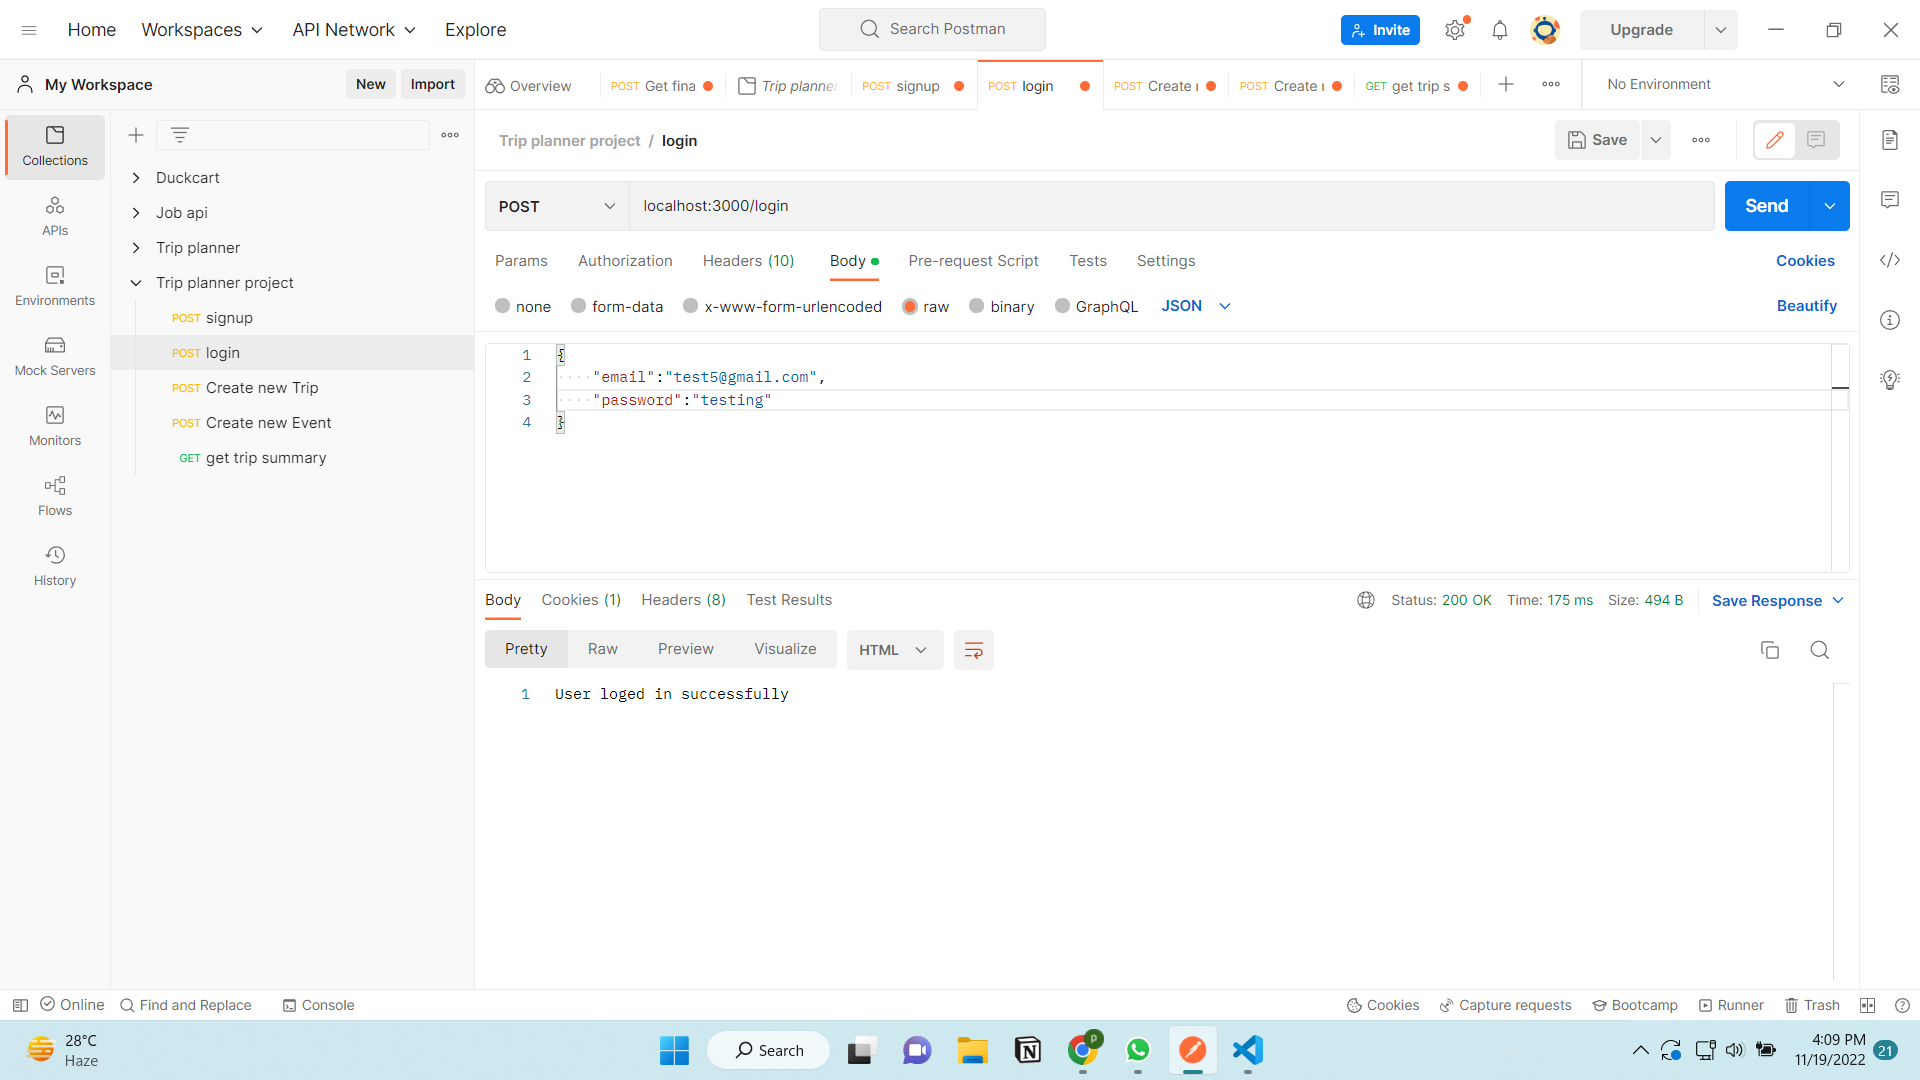 Home
Workspaces
API Network
Explore
Search Postman
Invite
Upgrade
My Workspace
New
Import
Overview
POST Get fina
Trip planner
POST signup
POST login
POST Create
POST Create
GET get trip s
No Environment
Collections
APIs
Environments
Mock Servers
Monitors
Flows
History
Duckcart
Job api
Trip planner
Trip planner project
POST signup
POST login
POST Create new Trip
POST Create new Event
GET get trip summary
Trip planner project / login
Save
POST
localhost:3000/login
Send
Params
Authorization
Headers (10)
Body
Pre-request Script
Tests
Settings
Cookies
none
form-data
x-www-form-urlencoded
raw
binary
GraphQL
JSON
Beautify
1 {
2 ····"email":"test5@gmail.com",
3 ····"password":"testing"
4 }
Body
Cookies (1)
Headers (8)
Test Results
Status: 200 OK
Time: 175 ms
Size: 494 B
Save Response
Pretty
Raw
Preview
Visualize
HTML
1 User loged in successfully
Online
Find and Replace
Console
Cookies
Capture requests
Bootcamp
Runner
Trash
28°C
Haze
Search
P
4:09 PM
11/19/2022
21